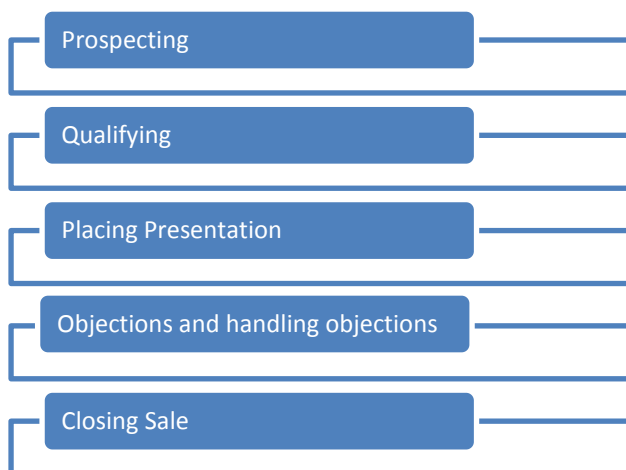 Prospecting
Qualifying
Placing Presentation
Objections and handling objections
Closing Sale